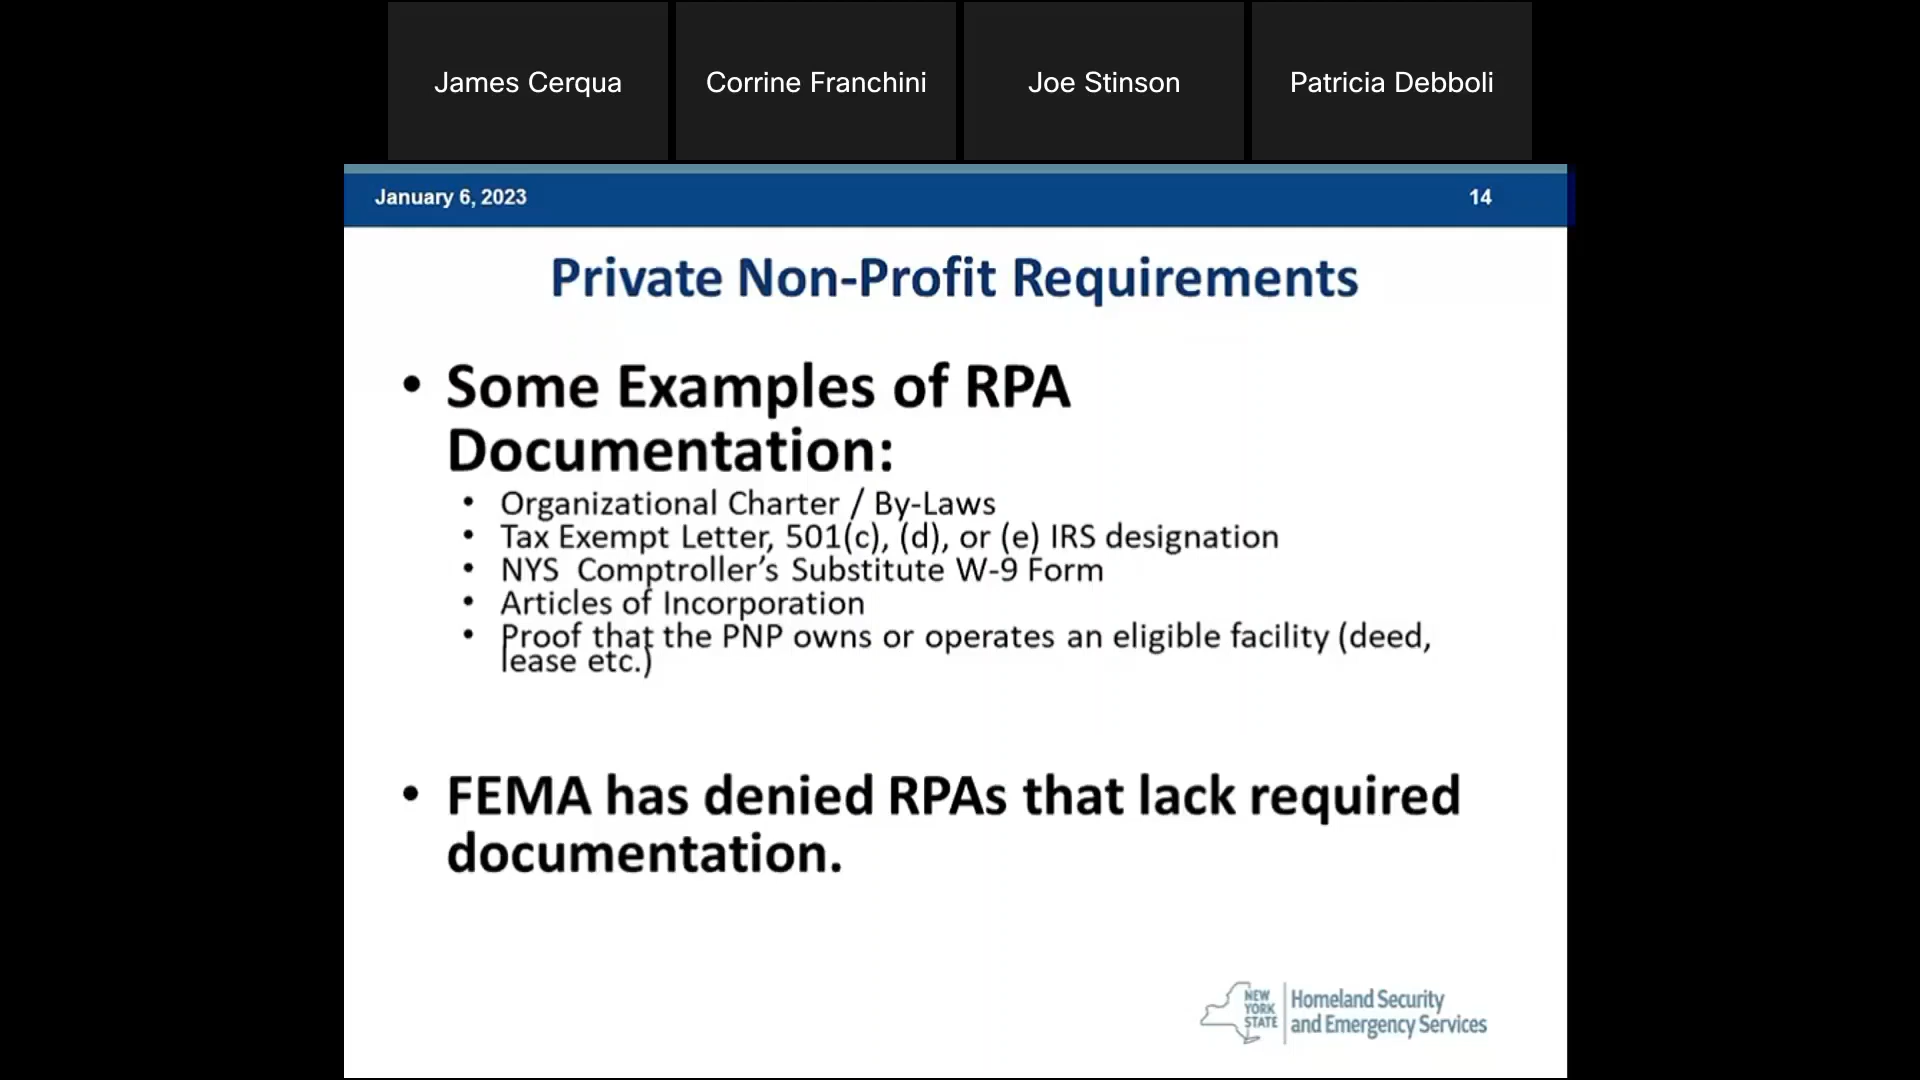 James Cerqua
Corrine Franchini
Joe Stinson
Patricia Debboli
January 6, 2023
14
Private Non-Profit Requirements
• Some Examples of RPA
Documentation:
• Organizational Charter / By-Laws
• Tax Exempt Letter, 501(c), (d), or (e) IRS designation
• NYS  Comptroller’s Substitute W-9 Form
• Articles of Incorporation
• Proof that the PNP owns or operates an eligible facility (deed,
lease etc.)
• FEMA has denied RPAs that lack required
documentation.
NEW
YORK
STATE
Homeland Security
and Emergency Services